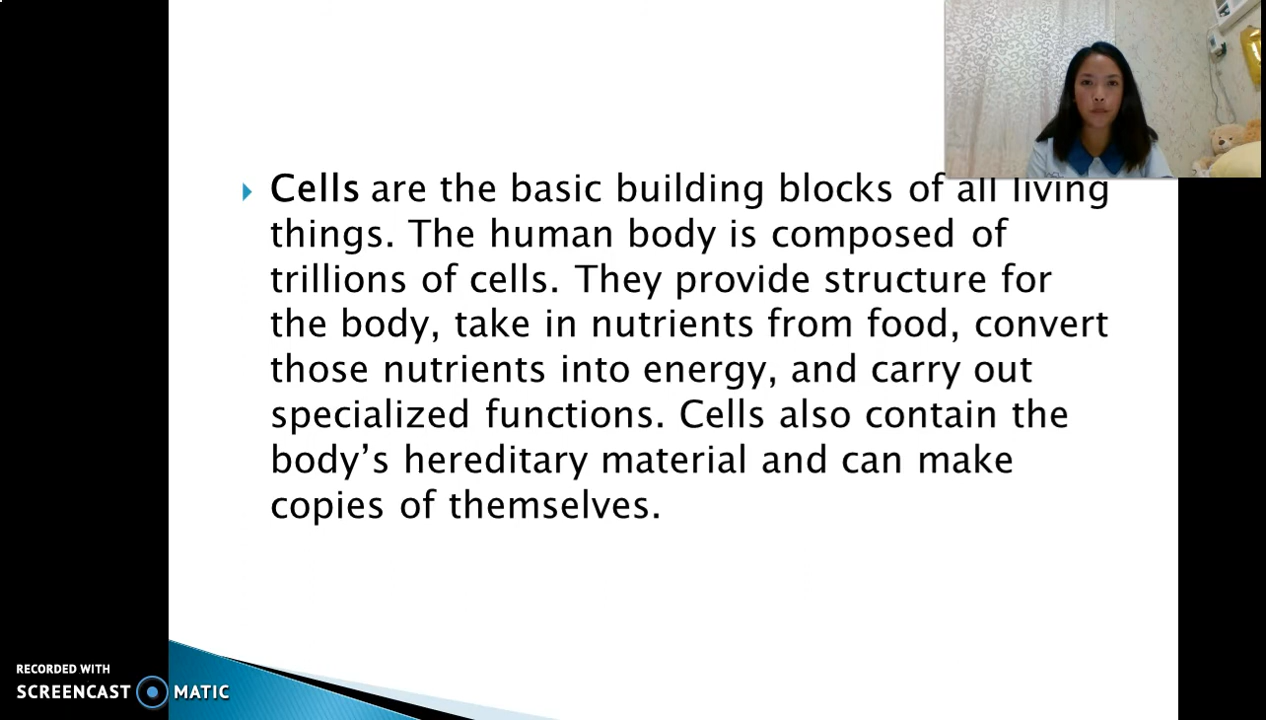 Cells are the basic building blocks of all living
things. The human body is composed of
trillions of cells. They provide structure for
the body, take in nutrients from food, convert
those nutrients into energy, and carry out
specialized functions. Cells also contain the
body’s hereditary material and can make
copies of themselves.
RECORDED WITH
SCREENCAST MATIC